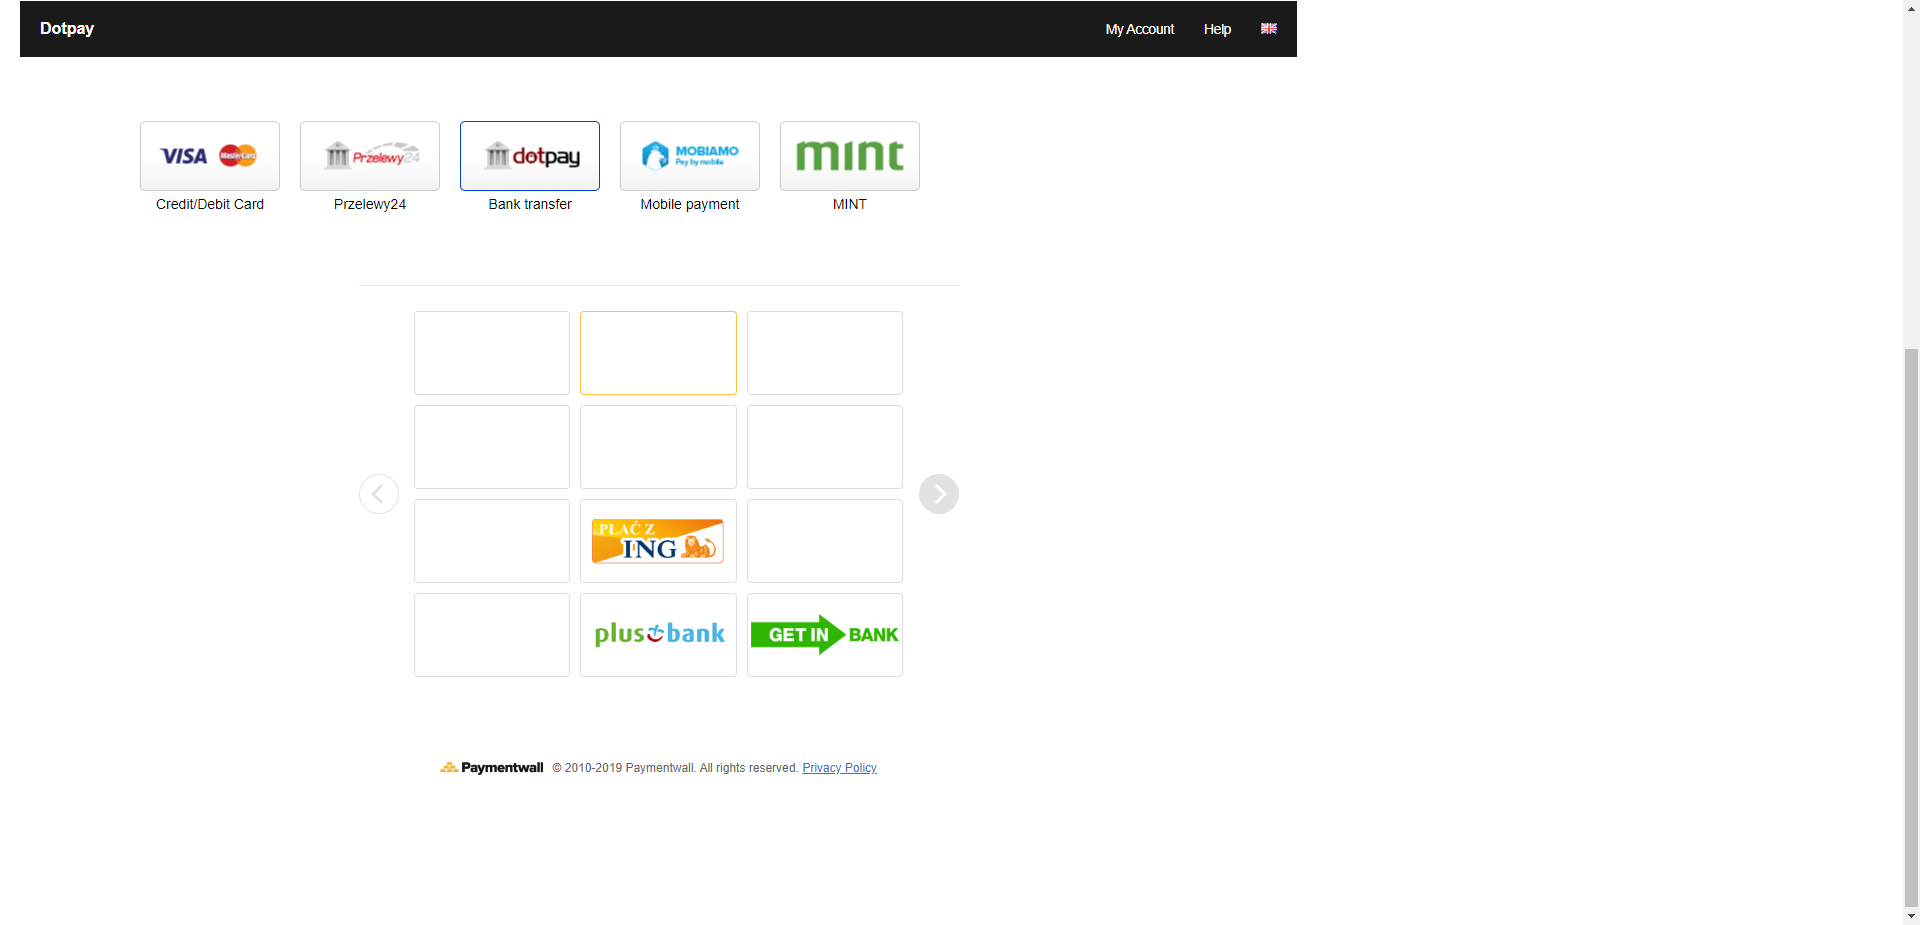 Dotpay
My Account Help
VISA MasterCard
Przelewy24
dotpay
MOBIAMO
Pay by mobile
mint
Credit/Debit Card
Przelewy24
Bank transfer
Mobile payment
MINT
PŁAĆ Z
ING
plus bank
GET IN BANK
Paymentwall © 2010-2019 Paymentwall. All rights reserved. Privacy Policy